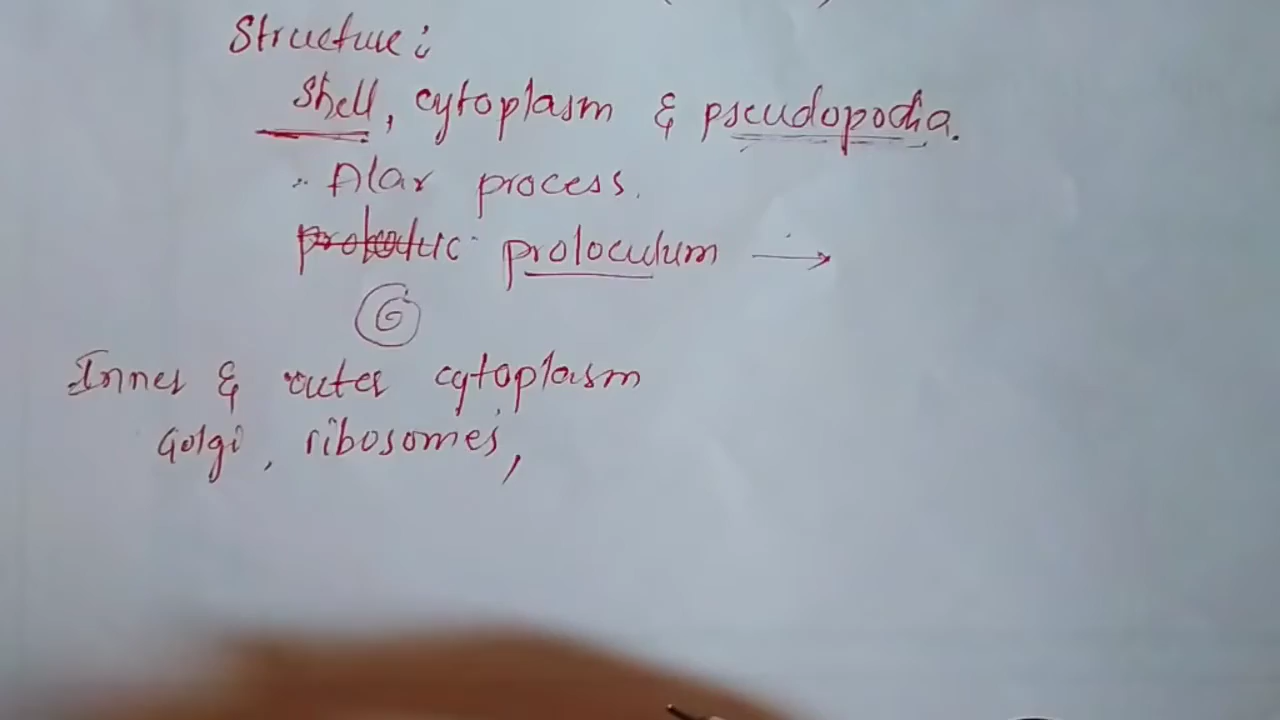 Structure:
Shell, cytoplasm & pseudopodia.
Alar process.
proloculum →
G
Inner & outer cytoplasm
Golgi, ribosomes,